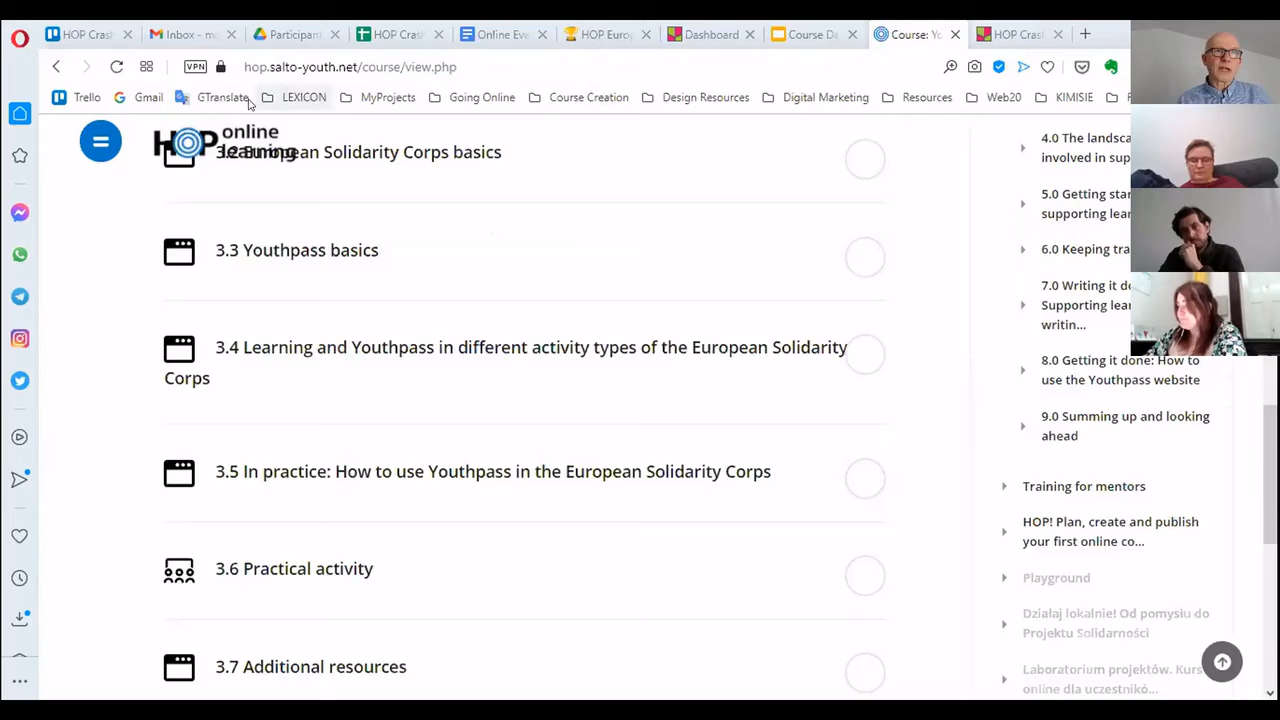 HOP Crash
Inbox - mo
Participan
HOP Cras
Online Eve
HOP Euro
Dashboard
Course De
Course: Yo
HOP Cras
VPN
hop.salto-youth.net/course/view.php
Trello
Gmail
GTranslate
LEXICON
MyProjects
Going Online
Course Creation
Design Resources
Digital Marketing
Resources
Web20
KIMISIE
HOP online
learning
3.2 European Solidarity Corps basics
3.3 Youthpass basics
3.4 Learning and Youthpass in different activity types of the European Solidarity
Corps
3.5 In practice: How to use Youthpass in the European Solidarity Corps
3.6 Practical activity
3.7 Additional resources
4.0 The landsca
involved in sup
5.0 Getting star
supporting lear
6.0 Keeping tra
7.0 Writing it do
Supporting lear
writin...
8.0 Getting it done: How to
use the Youthpass website
9.0 Summing up and looking
ahead
Training for mentors
HOP! Plan, create and publish
your first online co...
Playground
Działaj lokalnie! Od pomysłu do
Projektu Solidarności
Laboratorium projektów. Kurs
online dla uczestnikó...